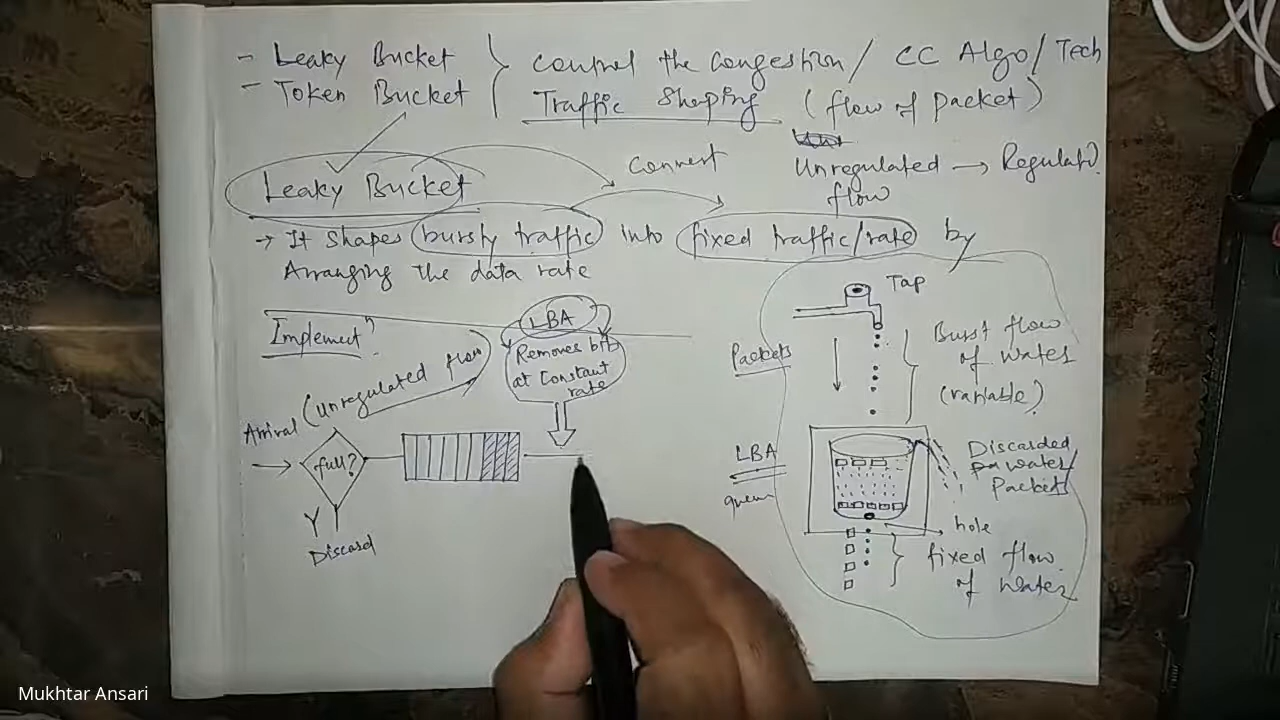 - Leaky Bucket
- Token Bucket
control the congestion / CC Algo / Tech
Traffic Shaping (flow of packet)
Leaky Bucket
convert
Unregulated → Regulatd.
flow
→ It shapes bursty traffic into fixed traffic/rate by
Arranging the data rate
Implementn.
LBA
Removes bits
at constant
rate
Arrival (unregulated flow)
full?
Y
Discard
Tap
Packets
Burst flow
of water
(variable)
LBA
queue
Discarded
water/
Packets
hole
fixed flow
of water
Mukhtar Ansari